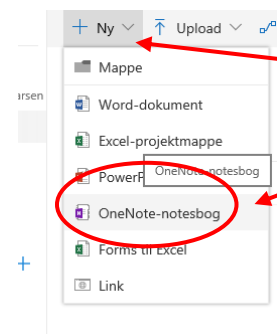 + Ny Upload
Mappe
arsen
Word-dokument
Excel-projektmappe
OneNote-notesbog
PowerP
OneNote-notesbog
Forms til Excel
Link